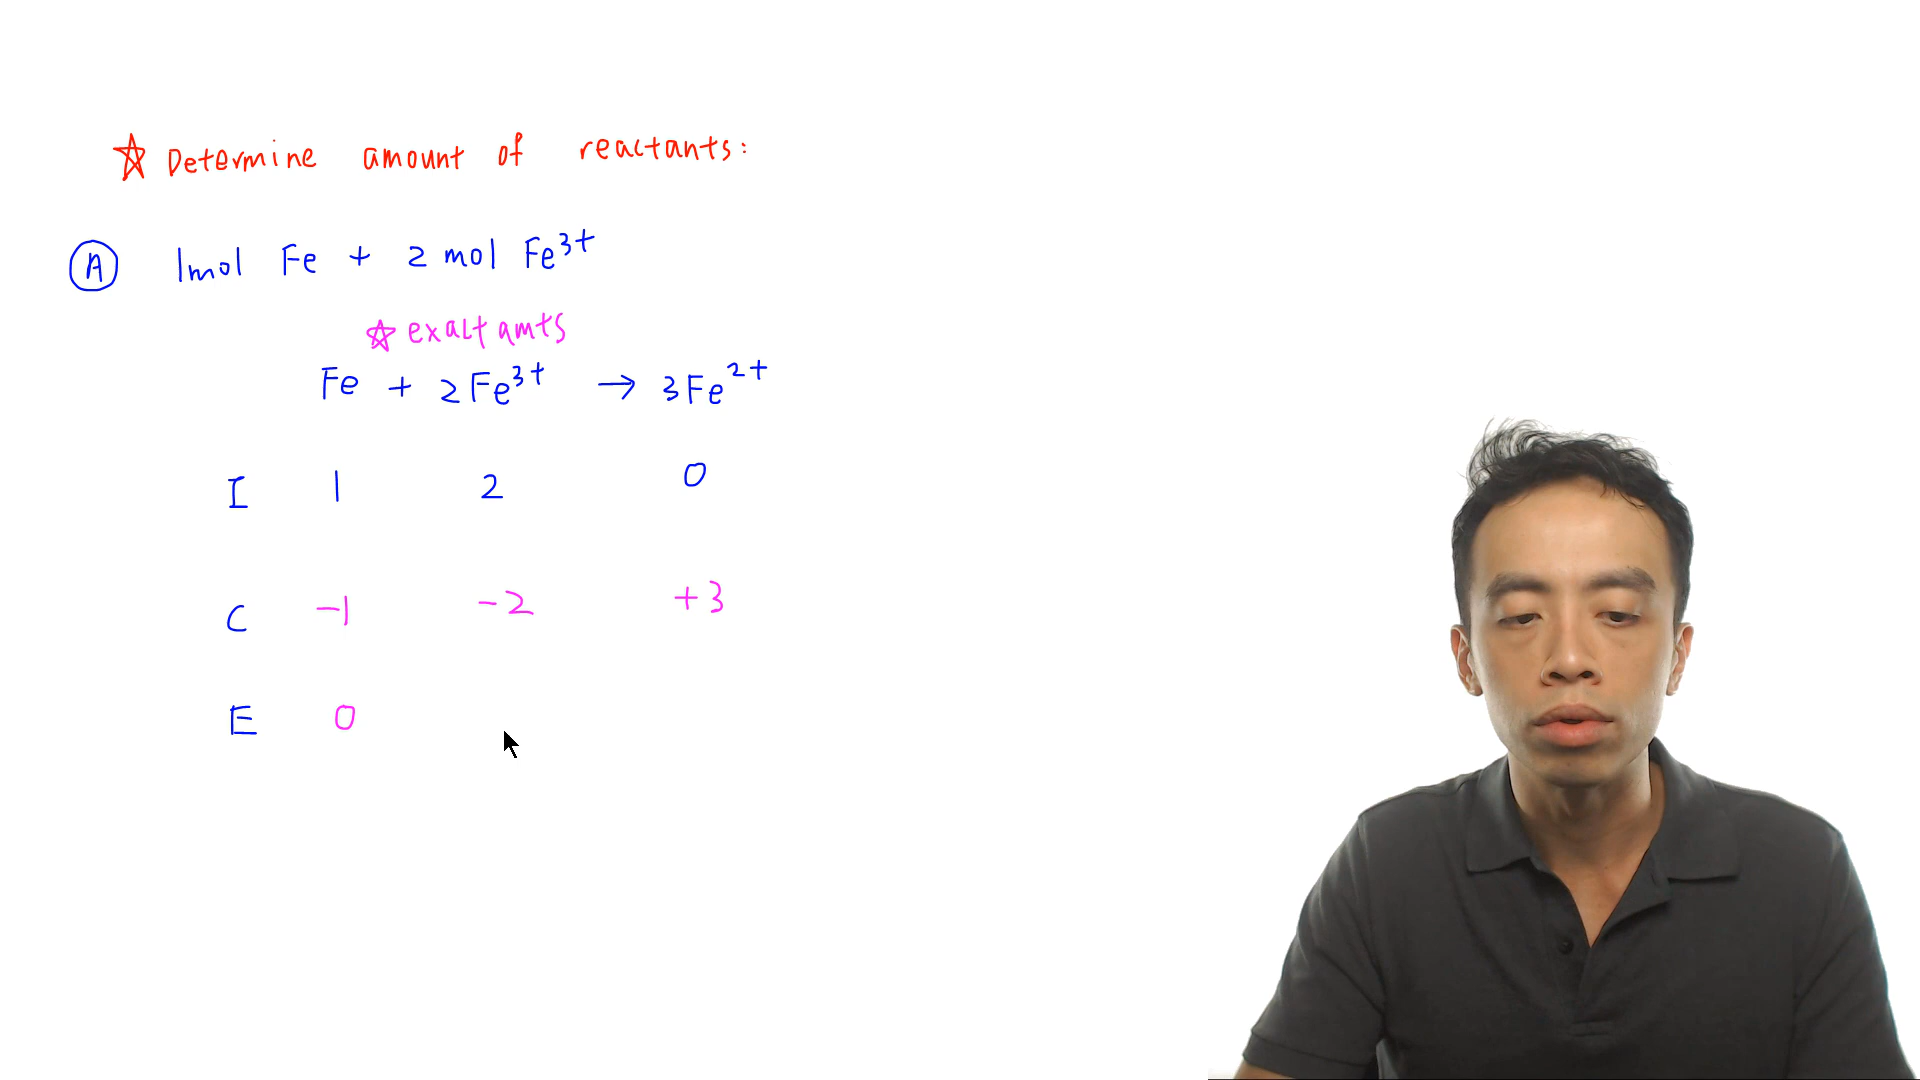 ☆ Determine amount of reactants:
Ⓐ 1mol Fe + 2 mol Fe³⁺
☆ exact amts
Fe + 2Fe³⁺ → 3Fe²⁺
I 1 2 0
C -1 -2 +3
E 0